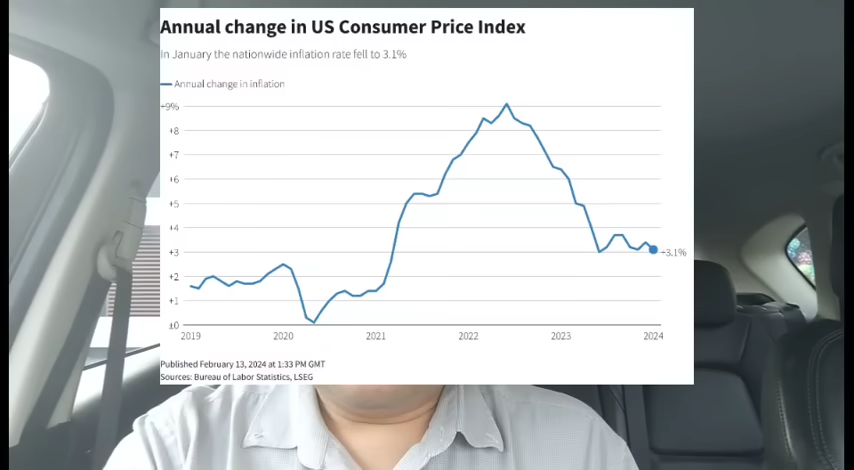 Annual change in US Consumer Price Index
In January the nationwide inflation rate fell to 3.1%
Annual change in inflation
+9%
+8
+7
+6
+5
+4
+3
+2
+1
±0
+3.1%
2019 2020 2021 2022 2023 2024
Published February 13, 2024 at 1:33 PM GMT
Sources: Bureau of Labor Statistics, LSEG